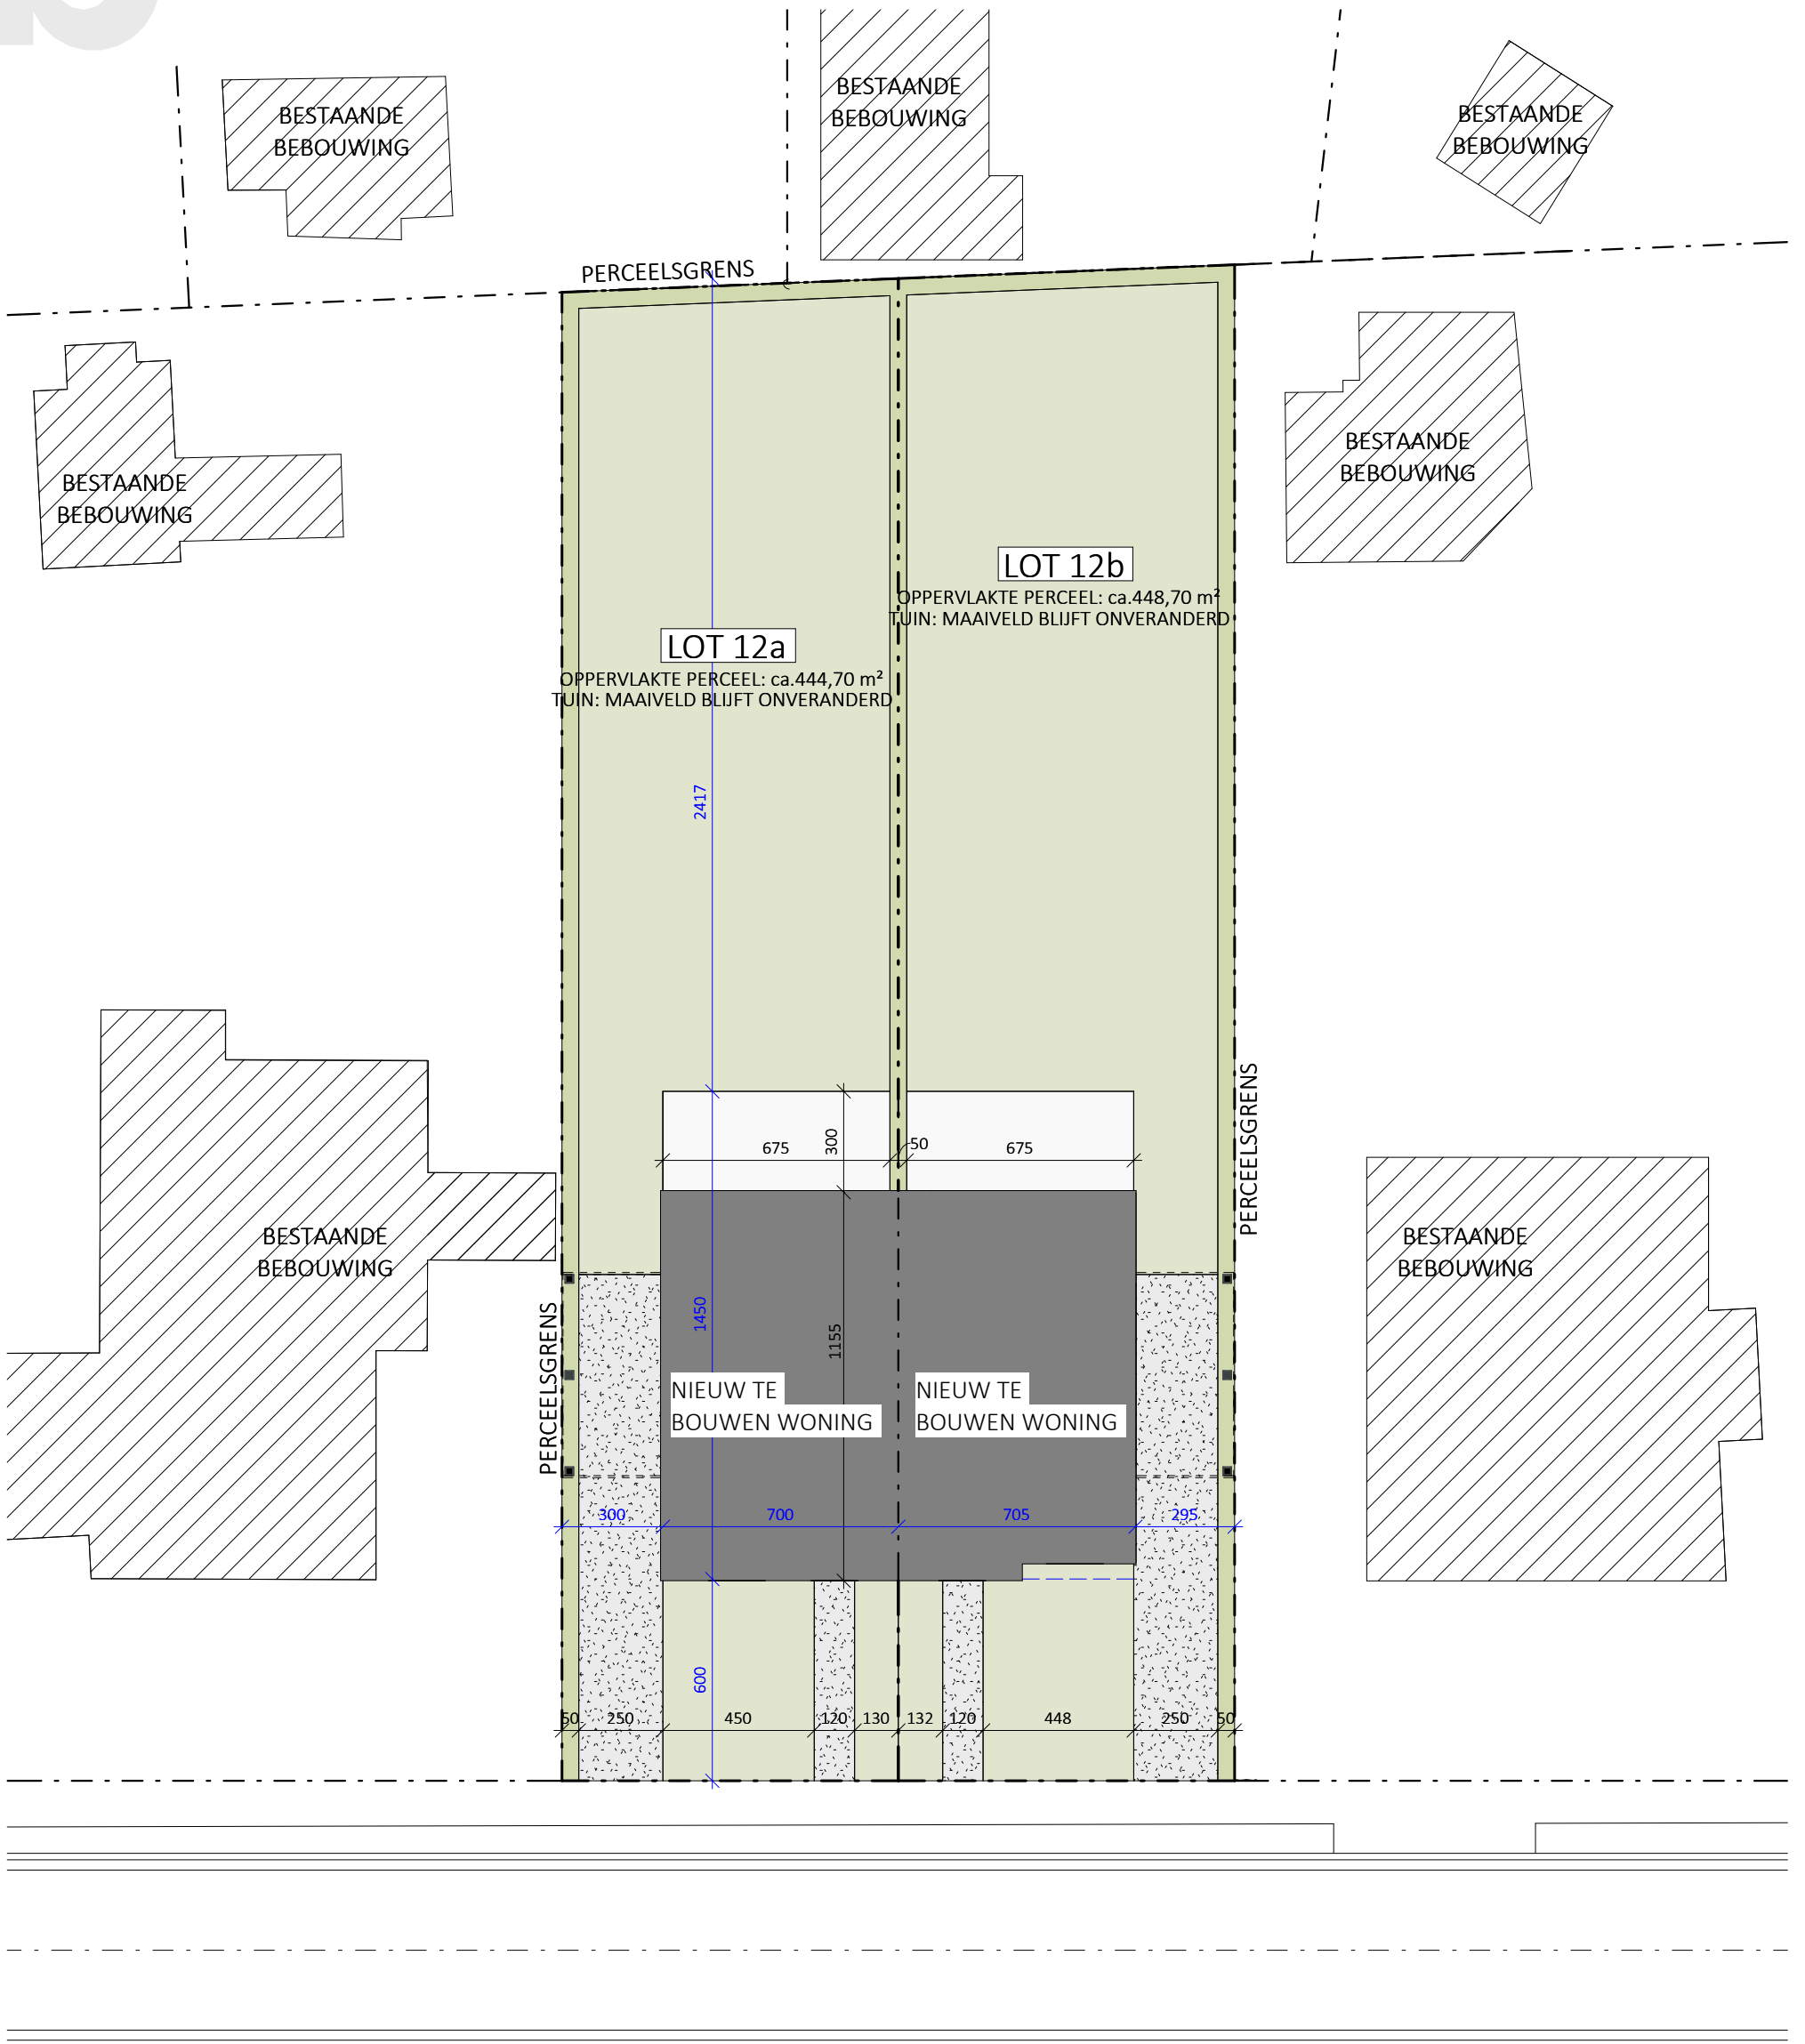 BESTAANDE
BEBOUWING
BESTAANDE
BEBOUWING
BESTAANDE
BEBOUWING
PERCEELSGRENS
BESTAANDE
BEBOUWING
BESTAANDE
BEBOUWING
LOT 12b
OPPERVLAKTE PERCEEL: ca.448,70 m²
TUIN: MAAIVELD BLIJFT ONVERANDERD
LOT 12a
OPPERVLAKTE PERCEEL: ca.444,70 m²
TUIN: MAAIVELD BLIJFT ONVERANDERD
2417
PERCEELSGRENS
675
300
50
675
BESTAANDE
BEBOUWING
BESTAANDE
BEBOUWING
PERCEELSGRENS
1450
1155
NIEUW TE
BOUWEN WONING
NIEUW TE
BOUWEN WONING
300
700
705
295
600
50
250
450
120
130
132
120
448
250
50